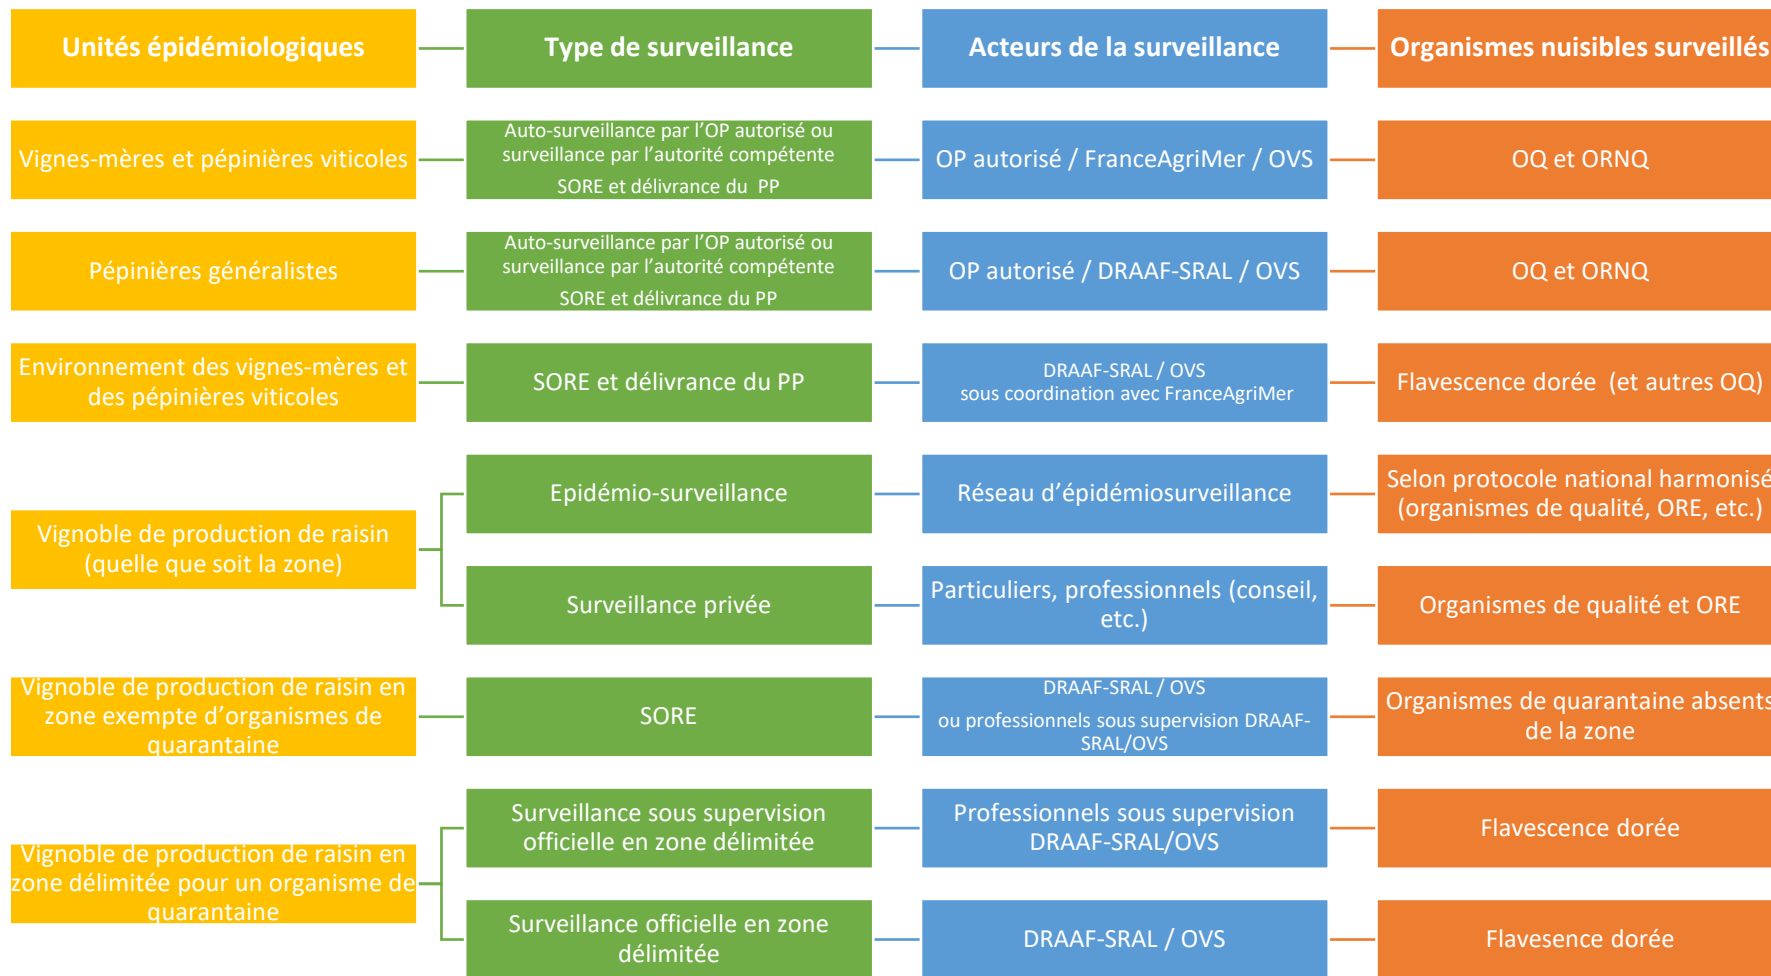 Unités épidémiologiques
Type de surveillance
Acteurs de la surveillance
Organismes nuisibles surveillés
Vignes-mères et pépinières viticoles
Auto-surveillance par l’OP autorisé ou
surveillance par l’autorité compétente
SORE et délivrance du PP
OP autorisé / FranceAgriMer / OVS
OQ et ORNQ
Pépinières généralistes
Auto-surveillance par l’OP autorisé ou
surveillance par l’autorité compétente
SORE et délivrance du PP
OP autorisé / DRAAF-SRAL / OVS
OQ et ORNQ
Environnement des vignes-mères et
des pépinières viticoles
SORE et délivrance du PP
DRAAF-SRAL / OVS
sous coordination avec FranceAgriMer
Flavescence dorée (et autres OQ)
Vignoble de production de raisin
(quelle que soit la zone)
Epidémio-surveillance
Réseau d’épidémiosurveillance
Selon protocole national harmonisé
(organismes de qualité, ORE, etc.)
Surveillance privée
Particuliers, professionnels (conseil,
etc.)
Organismes de qualité et ORE
Vignoble de production de raisin en
zone exempte d’organismes de
quarantaine
SORE
DRAAF-SRAL / OVS
ou professionnels sous supervision DRAAF-
SRAL/OVS
Organismes de quarantaine absents
de la zone
Vignoble de production de raisin en
zone délimitée pour un organisme de
quarantaine
Surveillance sous supervision
officielle en zone délimitée
Professionnels sous supervision
DRAAF-SRAL/OVS
Flavescence dorée
Surveillance officielle en zone
délimitée
DRAAF-SRAL / OVS
Flavesence dorée